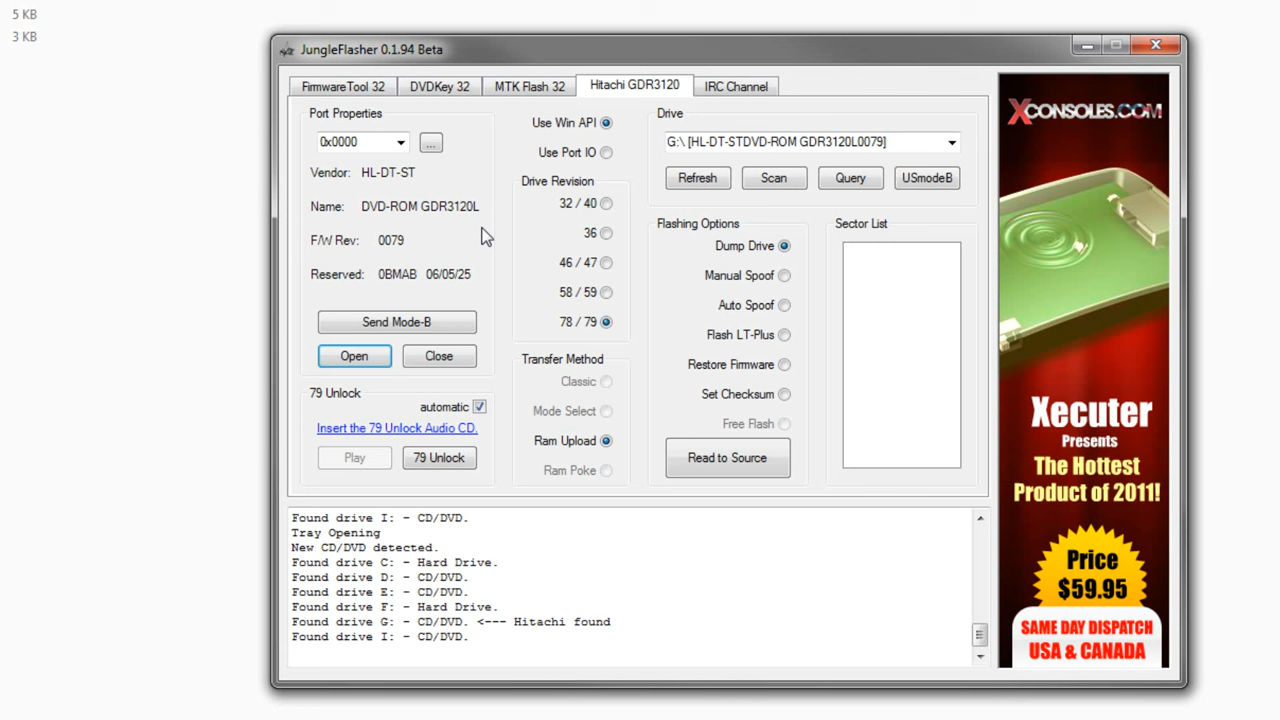 5 KB
3 KB
JungleFlasher 0.1.94 Beta
FirmwareTool 32
DVDKey 32
MTK Flash 32
Hitachi GDR3120
IRC Channel
Port Properties
0x0000
...
Vendor: HL-DT-ST
Name: DVD-ROM GDR3120L
F/W Rev: 0079
Reserved: 0BMAB 06/05/25
Send Mode-B
Open
Close
79 Unlock
automatic
Insert the 79 Unlock Audio CD.
Play
79 Unlock
Use Win API
Use Port IO
Drive Revision
32 / 40
36
46 / 47
58 / 59
78 / 79
Transfer Method
Classic
Mode Select
Ram Upload
Ram Poke
Drive
G:\ [HL-DT-STDVD-ROM GDR3120L0079]
Refresh
Scan
Query
USmodeB
Flashing Options
Dump Drive
Manual Spoof
Auto Spoof
Flash LT-Plus
Restore Firmware
Set Checksum
Free Flash
Read to Source
Sector List
Found drive I: - CD/DVD.
Tray Opening
New CD/DVD detected.
Found drive C: - Hard Drive.
Found drive D: - CD/DVD.
Found drive E: - CD/DVD.
Found drive F: - Hard Drive.
Found drive G: - CD/DVD. <--- Hitachi found
Found drive I: - CD/DVD.
XCONSOLES.COM
Xecuter
Presents
The Hottest
Product of 2011!
Price
$59.95
SAME DAY DISPATCH
USA & CANADA